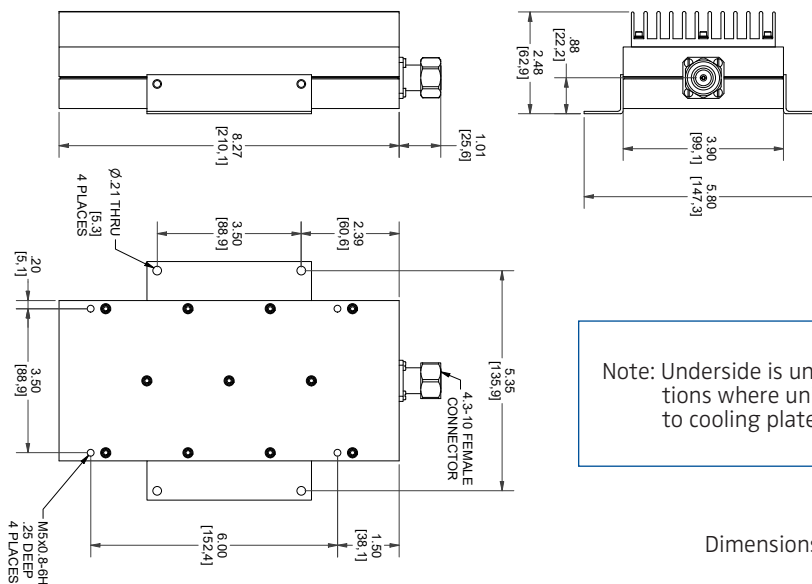 .88
[22,2]
2.48
[62,9]
3.90
[99,1]
5.80
[147,3]
8.27
[210,1]
1.01
[25,6]
Ø.21 THRU
[5.3]
4 PLACES
3.50
[88,9]
2.39
[60,6]
.20
[5,1]
3.50
[88,9]
5.35
[135,9]
4.3-10 FEMALE
CONNECTOR
M5x0.8-6H
.25 DEEP
4 PLACES
6.00
[152,4]
1.50
[38,1]
Note: Underside is un
tions where un
to cooling plate
Dimensions